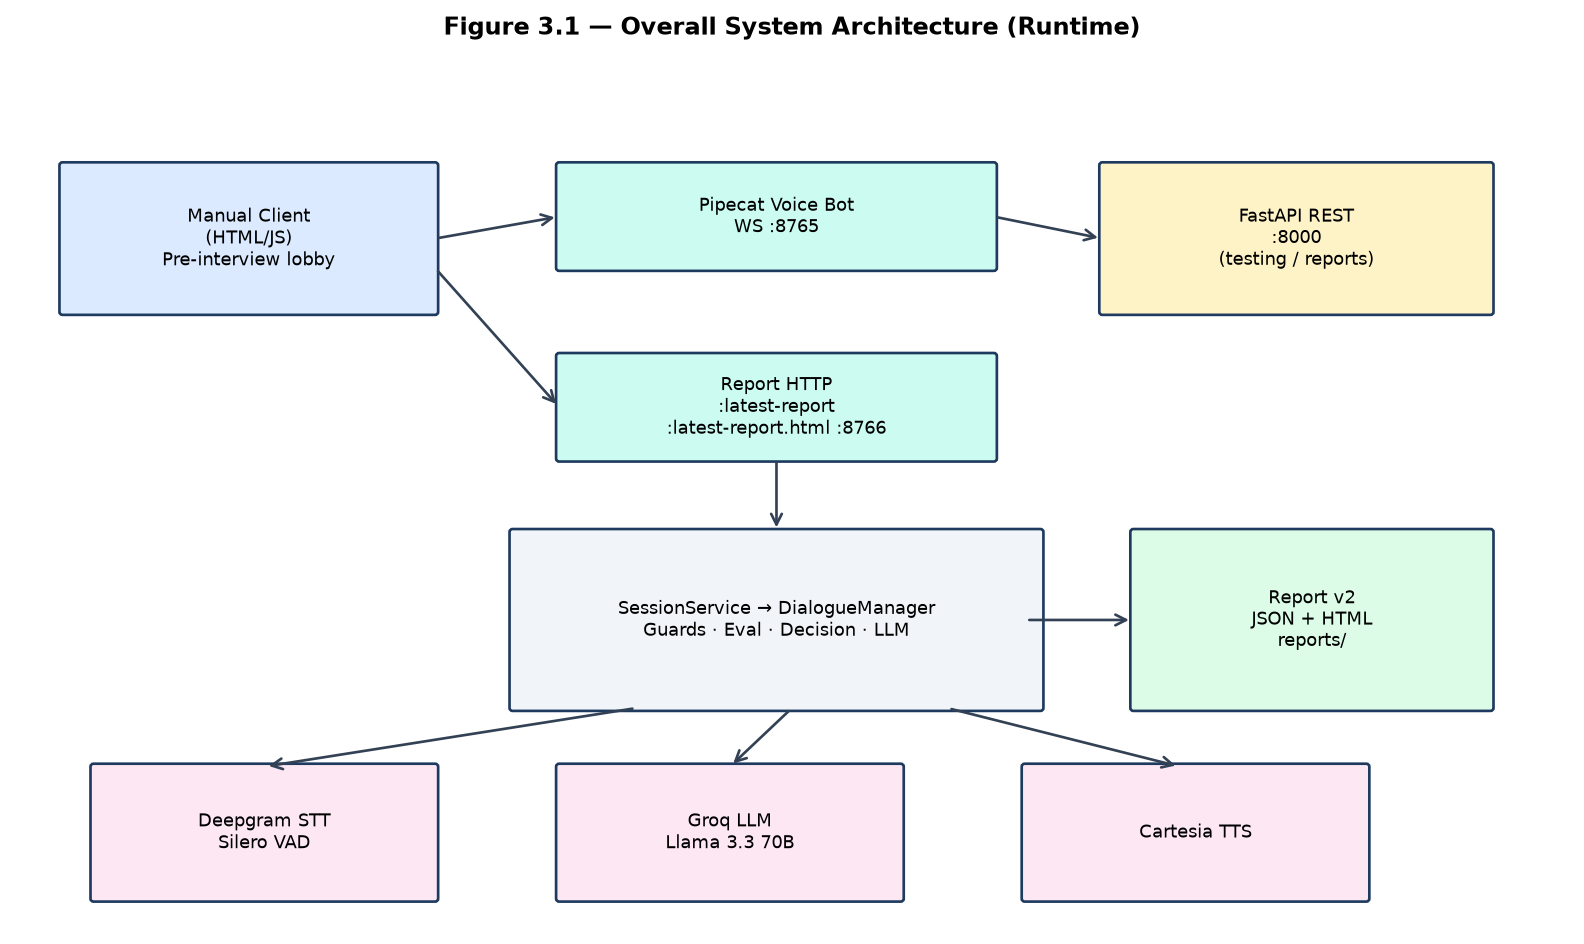 Figure 3.1 — Overall System Architecture (Runtime)
Manual Client
(HTML/JS)
Pre-interview lobby
Pipecat Voice Bot
WS :8765
FastAPI REST
:8000
(testing / reports)
Report HTTP
:latest-report
:latest-report.html :8766
SessionService → DialogueManager
Guards · Eval · Decision · LLM
Report v2
JSON + HTML
reports/
Deepgram STT
Silero VAD
Groq LLM
Llama 3.3 70B
Cartesia TTS